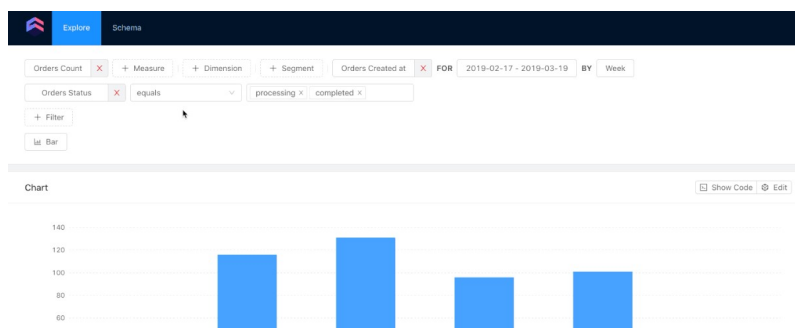 Explore Schema
Orders Count X + Measure + Dimension + Segment Orders Created at X FOR 2019-02-17 - 2019-03-19 BY Week
Orders Status X equals processing × completed ×
+ Filter
Bar
Chart Show Code Edit
140
120
100
80
60